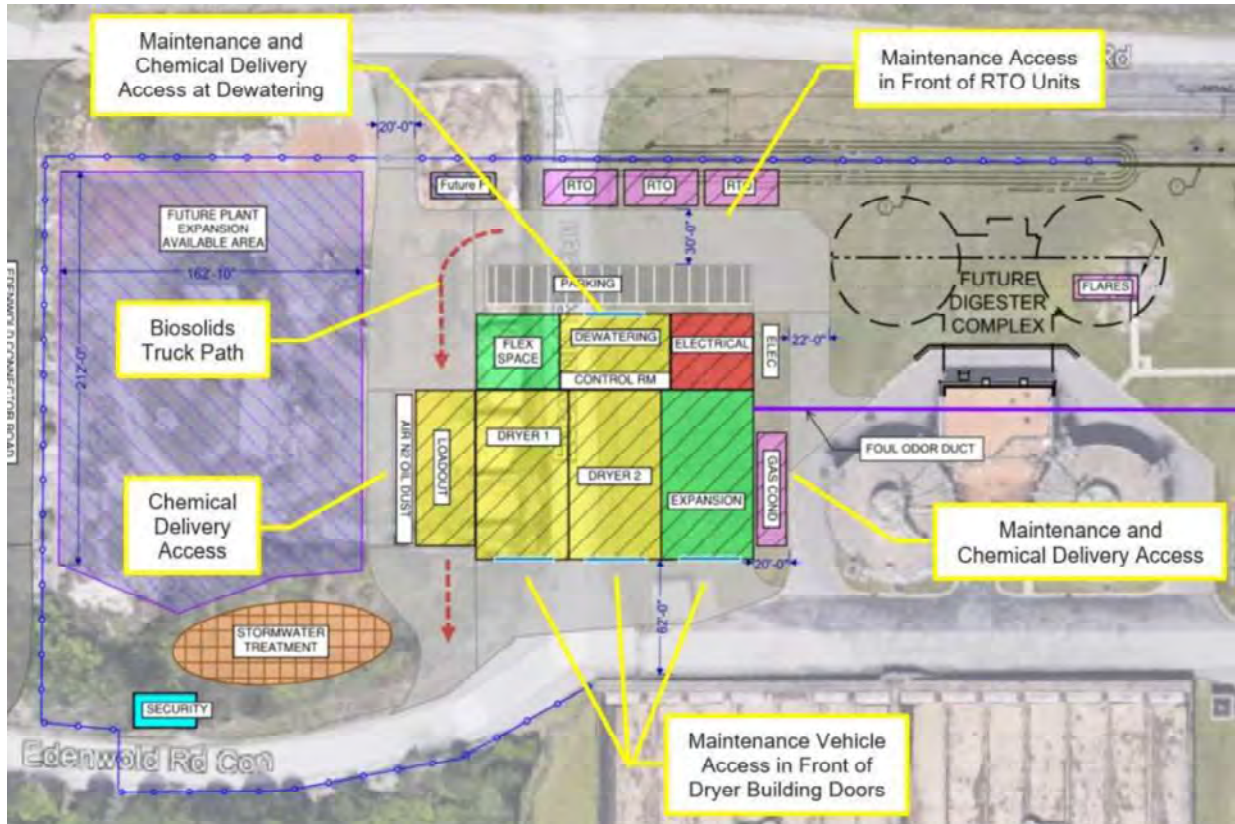 Maintenance and
Chemical Delivery
Access at Dewatering
Maintenance Access
in Front of RTO Units
Rd
20'-0"
Future
RTO
RTO
RTO
FUTURE PLANT
EXPANSION
AVAILABLE AREA
30'-0"
162'-10"
PARKING
FUTURE
DIGESTER
COMPLEX
FLARES
Biosolids
Truck Path
FLEX
SPACE
DEWATERING
ELECTRICAL
ELEC
22'-0"
CONTROL RM
212'-0"
EDENWOLD CONNECTOR ROAD
AIR N2 OIL DUST
LOADOUT
DRYER 1
DRYER 2
EXPANSION
GAS COND
FOUL ODOR DUCT
Chemical
Delivery
Access
Maintenance and
Chemical Delivery Access
20'-0"
62'-0"
STORMWATER
TREATMENT
SECURITY
Edenwold Rd Con
Maintenance Vehicle
Access in Front of
Dryer Building Doors